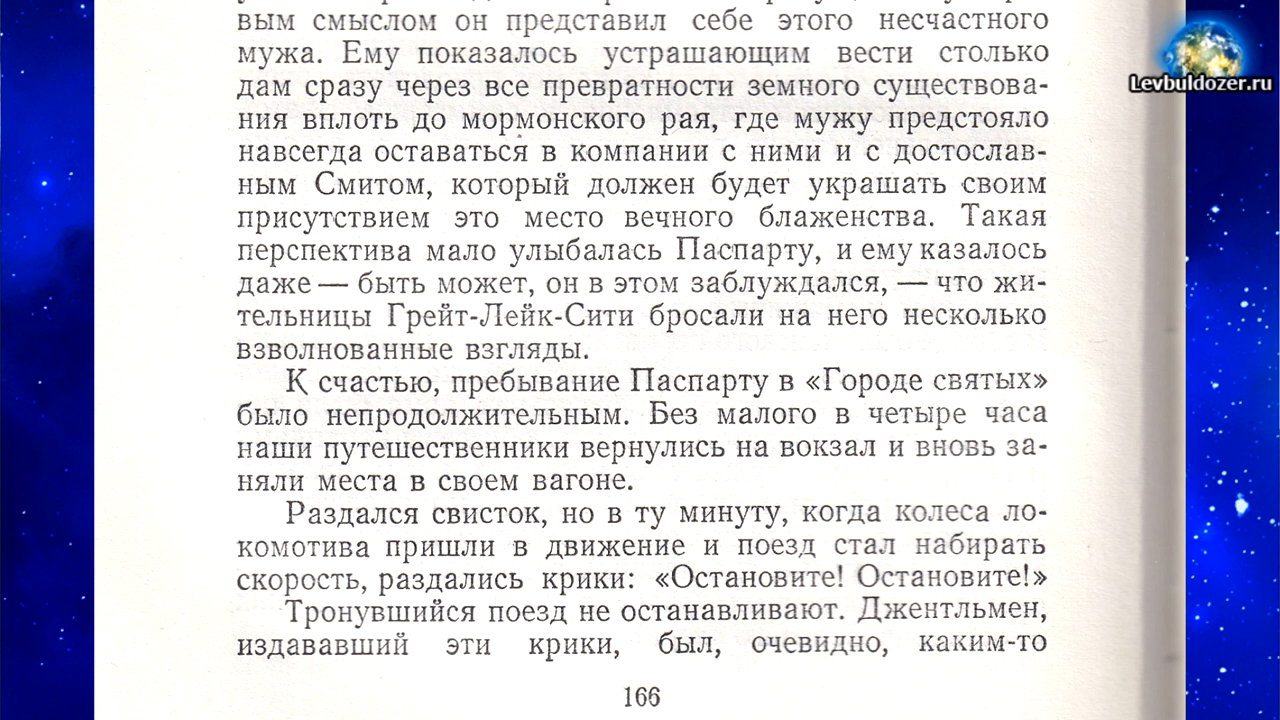 вым смыслом он представил себе этого несчастного
мужа. Ему показалось устрашающим вести столько
дам сразу через все превратности земного существова-
ния вплоть до мормонского рая, где мужу предстояло
навсегда оставаться в компании с ними и с достослав-
ным Смитом, который должен будет украшать своим
присутствием это место вечного блаженства. Такая
перспектива мало улыбалась Паспарту, и ему казалось
даже — быть может, он в этом заблуждался, — что жи-
тельницы Грейт-Лейк-Сити бросали на него несколько
взволнованные взгляды.
К счастью, пребывание Паспарту в «Городе святых»
было непродолжительным. Без малого в четыре часа
наши путешественники вернулись на вокзал и вновь за-
няли места в своем вагоне.
Раздался свисток, но в ту минуту, когда колеса ло-
комотива пришли в движение и поезд стал набирать
скорость, раздались крики: «Остановите! Остановите!»
Тронувшийся поезд не останавливают. Джентльмен,
издававший эти крики, был, очевидно, каким-то
166
Levbuldozer.ru